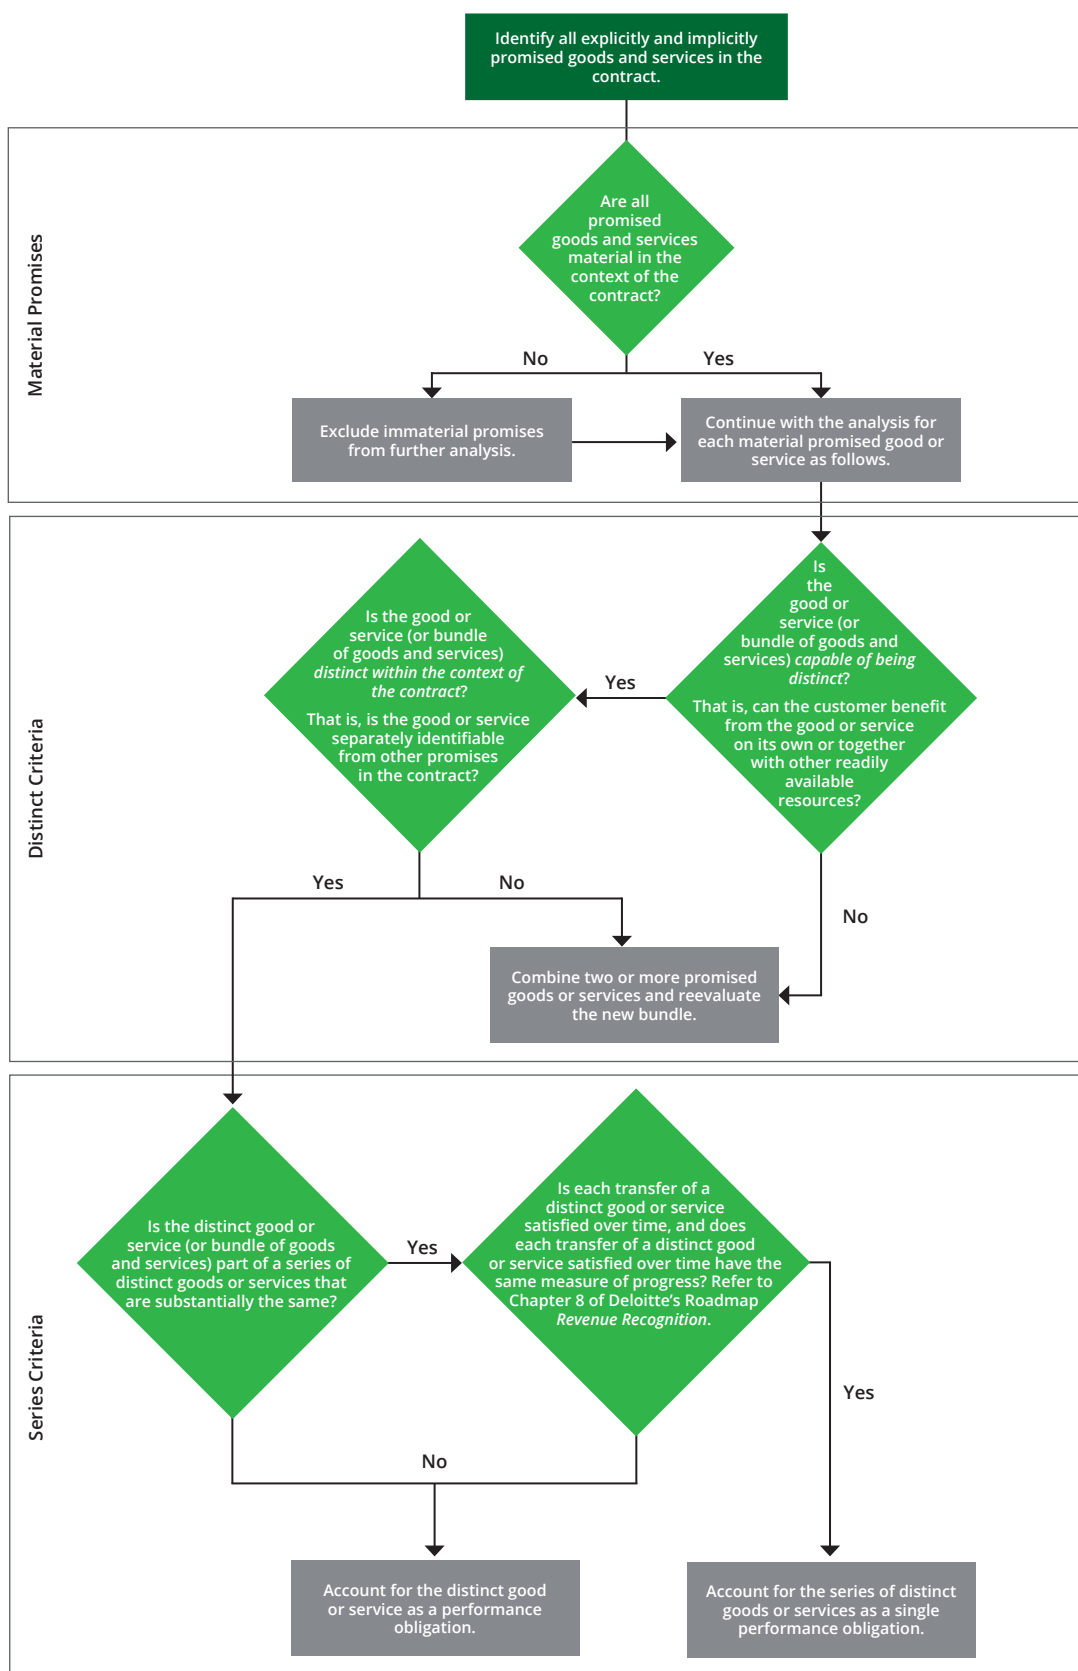 Identify all explicitly and implicitly
promised goods and services in the
contract.
Material Promises
Are all
promised
goods and services
material in the
context of the
contract?
No
Yes
Exclude immaterial promises
from further analysis.
Continue with the analysis for
each material promised good or
service as follows.
Distinct Criteria
Is
the
good or
service (or
bundle of goods and
services) capable of being
distinct?
That is, can the customer benefit
from the good or service
on its own or together
with other readily
available
resources?
Yes
Is the good or
service (or bundle
of goods and services)
distinct within the context of
the contract?
That is, is the good or service
separately identifiable
from other promises
in the contract?
Yes
No
No
Combine two or more promised
goods or services and reevaluate
the new bundle.
Series Criteria
Is the distinct good or
service (or bundle of goods
and services) part of a series of
distinct goods or services that
are substantially the same?
Yes
Is each transfer of a
distinct good or service
satisfied over time, and does
each transfer of a distinct good
or service satisfied over time have the
same measure of progress? Refer to
Chapter 8 of Deloitte’s Roadmap
Revenue Recognition.
Yes
No
Account for the distinct good
or service as a performance
obligation.
Account for the series of distinct
goods or services as a single
performance obligation.